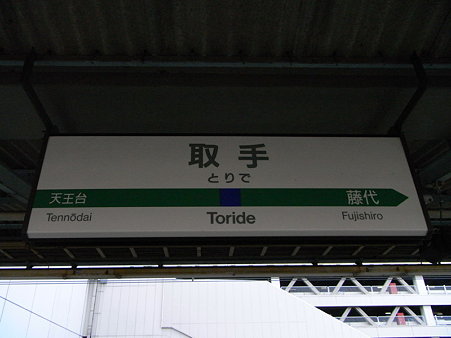 取手
とりで
天王台
藤代
Tennōdai
Toride
Fujishiro